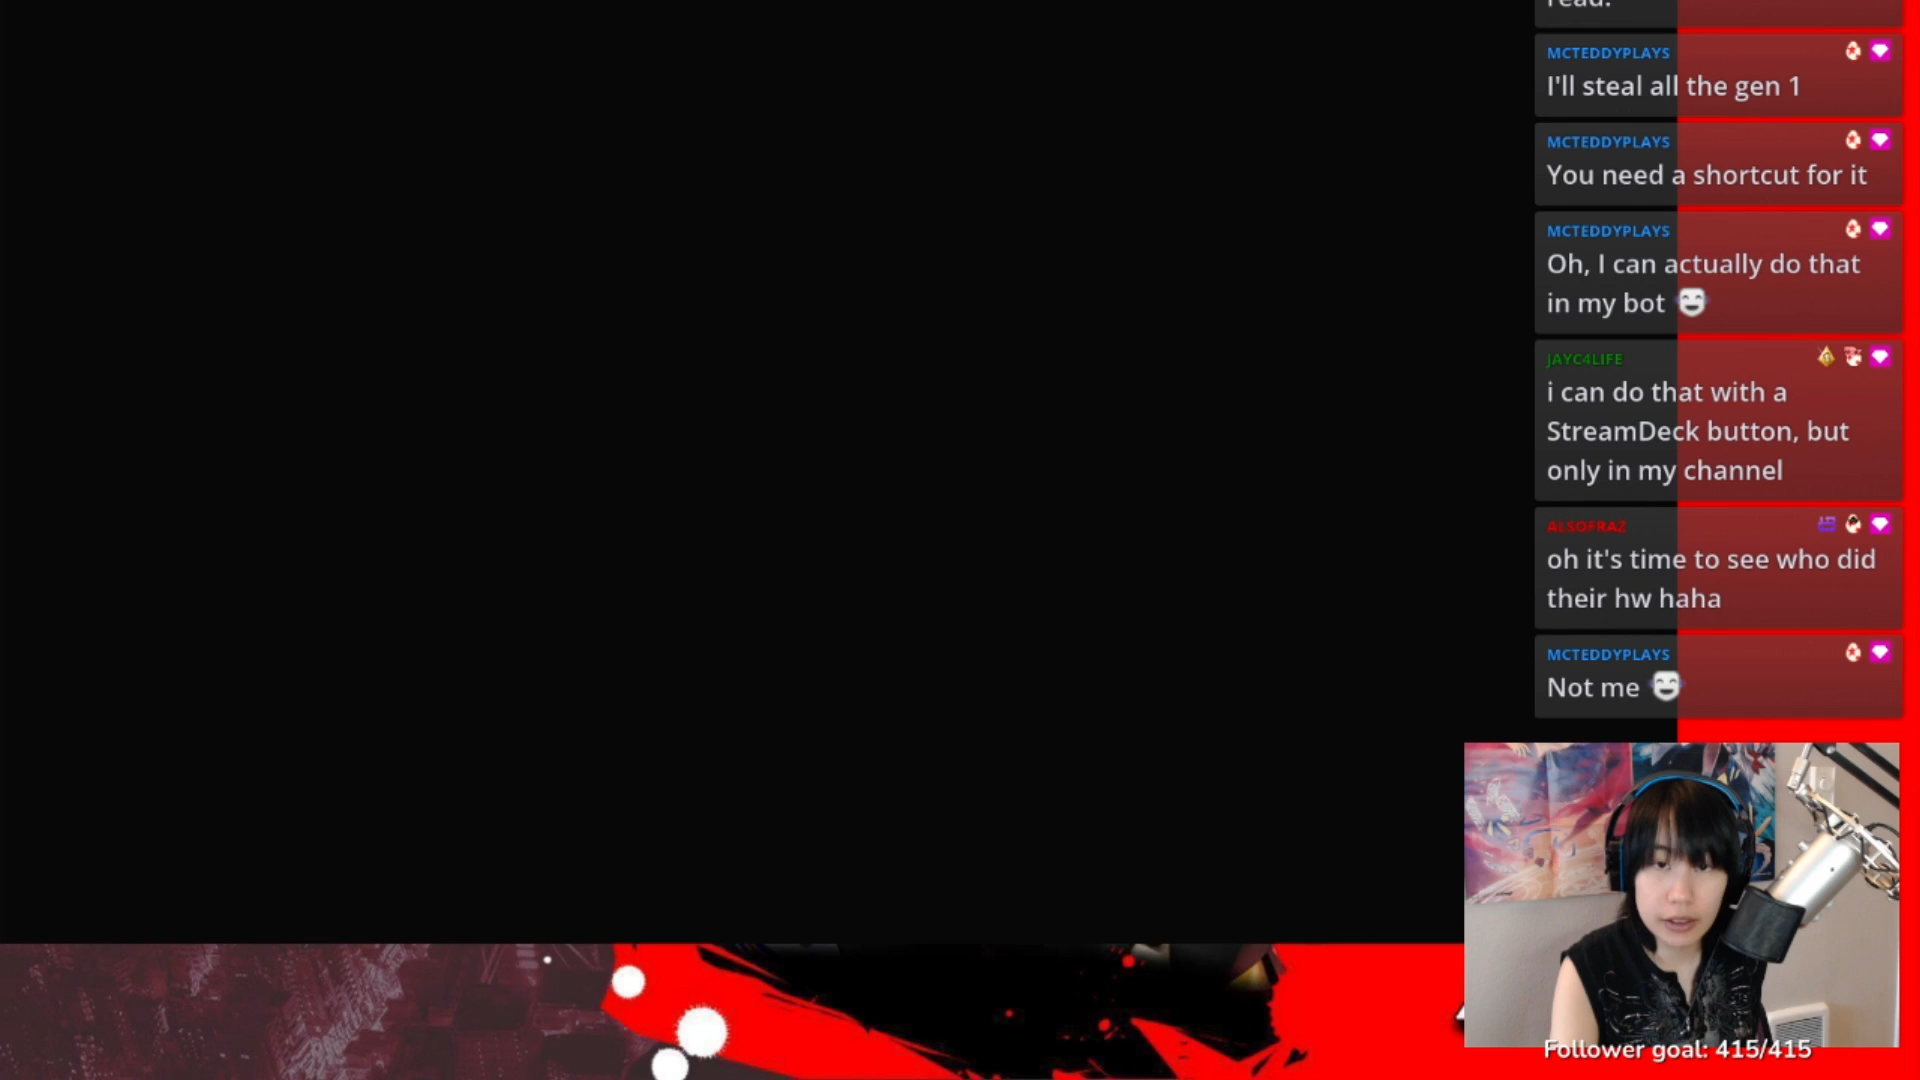 read.
MCTEDDYPLAYS
I'll steal all the gen 1
MCTEDDYPLAYS
You need a shortcut for it
MCTEDDYPLAYS
Oh, I can actually do that
in my bot
JAYC4LIFE
i can do that with a
StreamDeck button, but
only in my channel
ALSOFRAZ
oh it's time to see who did
their hw haha
MCTEDDYPLAYS
Not me
Follower goal: 415/415